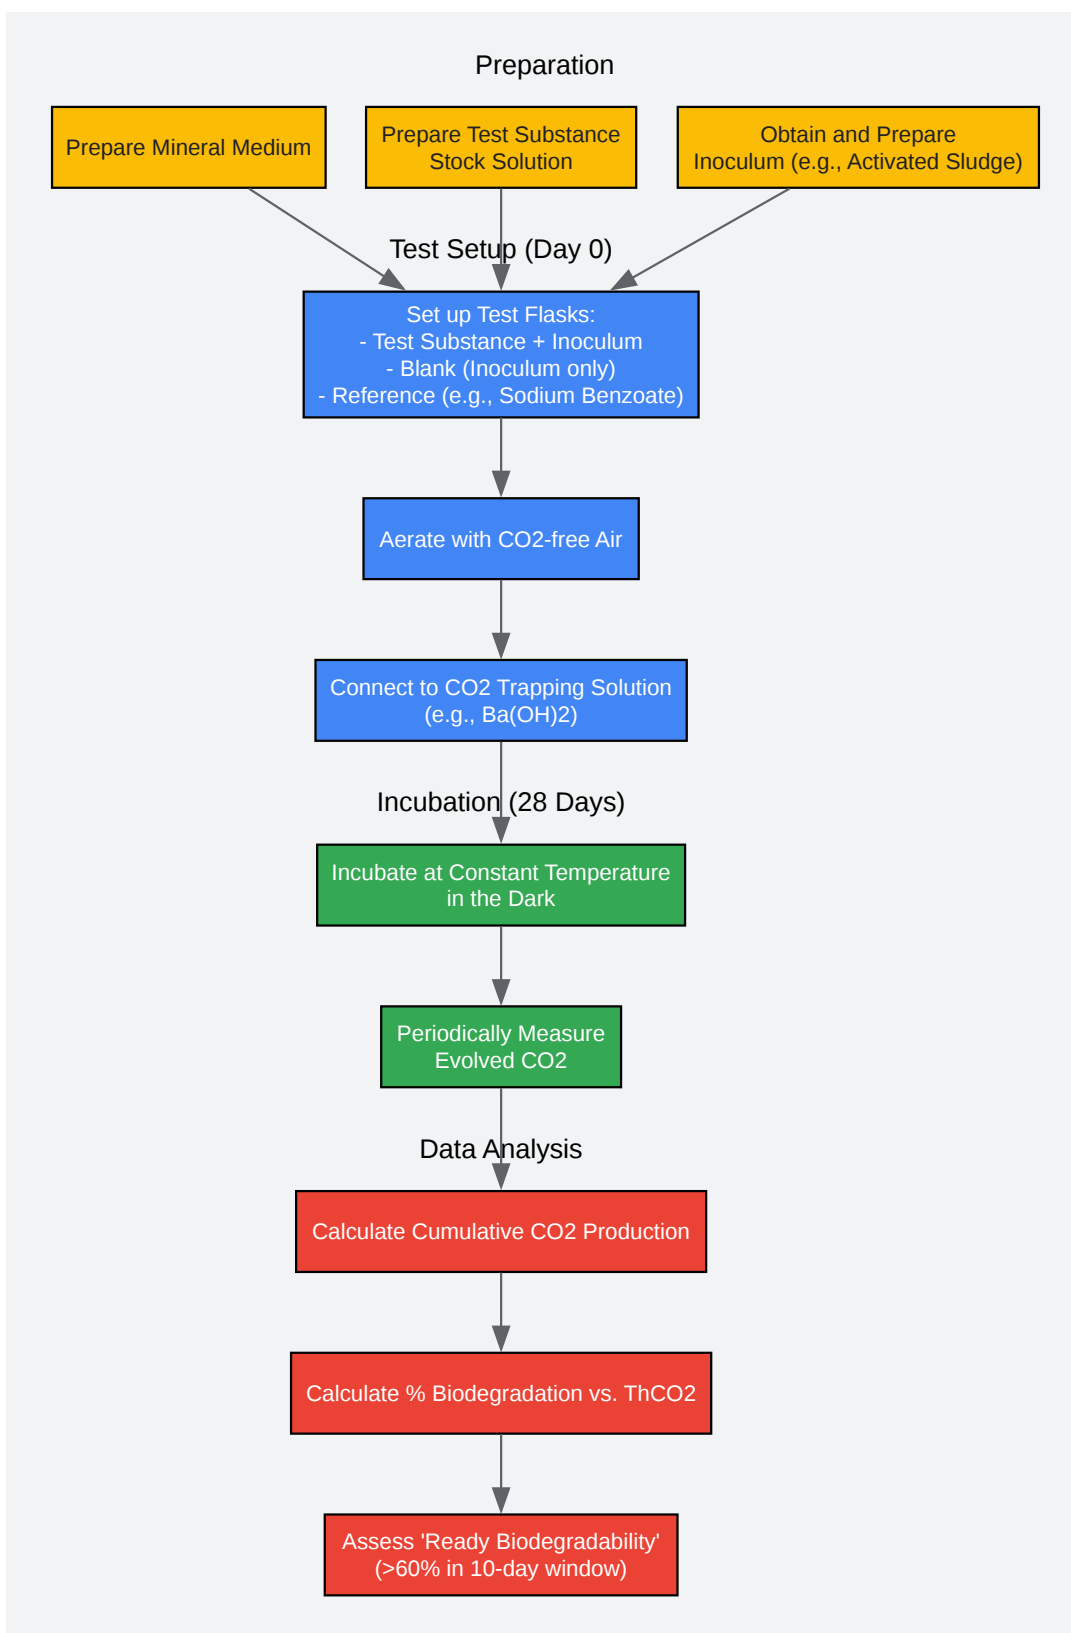 Preparation
Prepare Mineral Medium
Prepare Test Substance
Stock Solution
Obtain and Prepare
Inoculum (e.g., Activated Sludge)
Test Setup (Day 0)
Set up Test Flasks:
- Test Substance + Inoculum
- Blank (Inoculum only)
- Reference (e.g., Sodium Benzoate)
Aerate with CO2-free Air
Connect to CO2 Trapping Solution
(e.g., Ba(OH)2)
Incubation (28 Days)
Incubate at Constant Temperature
in the Dark
Periodically Measure
Evolved CO2
Data Analysis
Calculate Cumulative CO2 Production
Calculate % Biodegradation vs. ThCO2
Assess 'Ready Biodegradability'
(>60% in 10-day window)